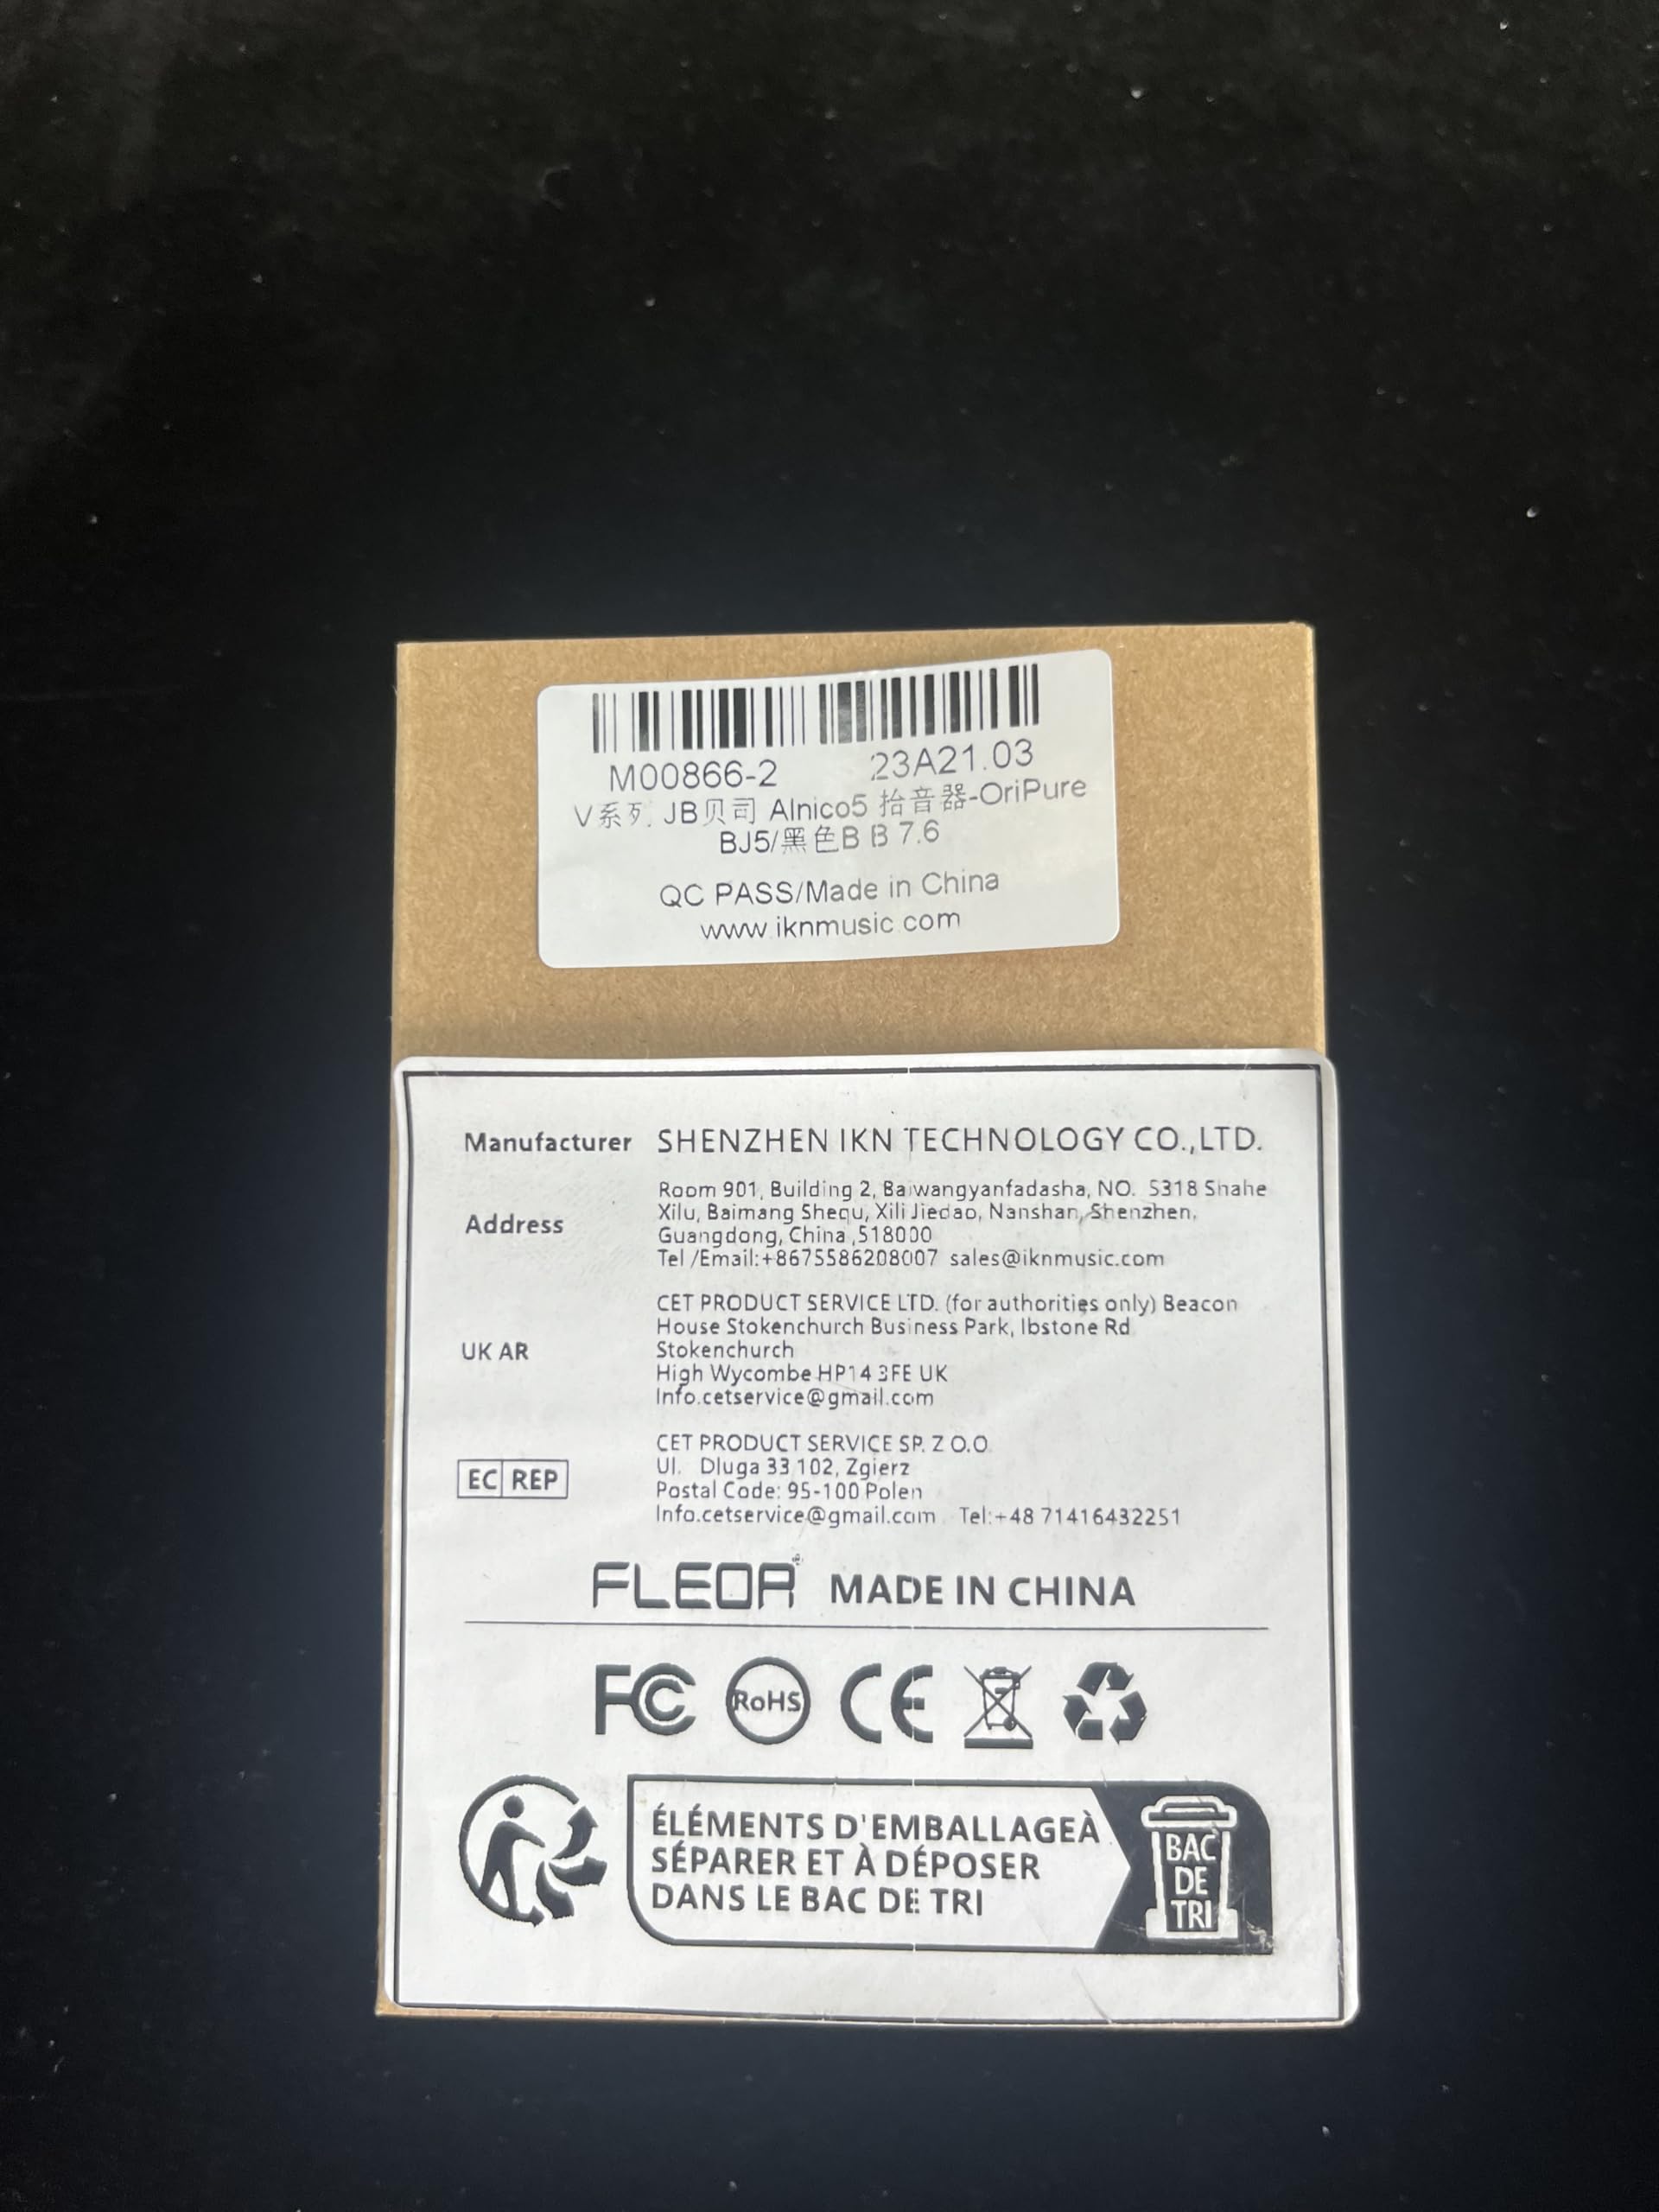 M00866-2 23A21.03
V系列 JB贝司 Alnico5 拾音器-OriPure
BJ5/黑色B B 7.6
QC PASS/Made in China
www.iknmusic.com
Manufacturer SHENZHEN IKN TECHNOLOGY CO.,LTD.
Address
Room 901, Building 2, Baiwangyanfadasha, NO. 5318 Shahe
Xilu, Baimang Shequ, Xili Jiedao, Nanshan, Shenzhen,
Guangdong, China ,518000
Tel /Email:+8675586208007 sales@iknmusic.com
UK AR
CET PRODUCT SERVICE LTD. (for authorities only) Beacon
House Stokenchurch Business Park, Ibstone Rd
Stokenchurch
High Wycombe HP14 3FE UK
Info.cetservice@gmail.com
EC REP
CET PRODUCT SERVICE SP. Z O.O
Ul. Dluga 33 102, Zgierz
Postal Code: 95-100 Polen
Info.cetservice@gmail.com Tel:+48 71416432251
FLEOR® MADE IN CHINA
FC RoHS CE
ÉLÉMENTS D'EMBALLAGEÀ
SÉPARER ET À DÉPOSER
DANS LE BAC DE TRI
BAC
DE
TRI